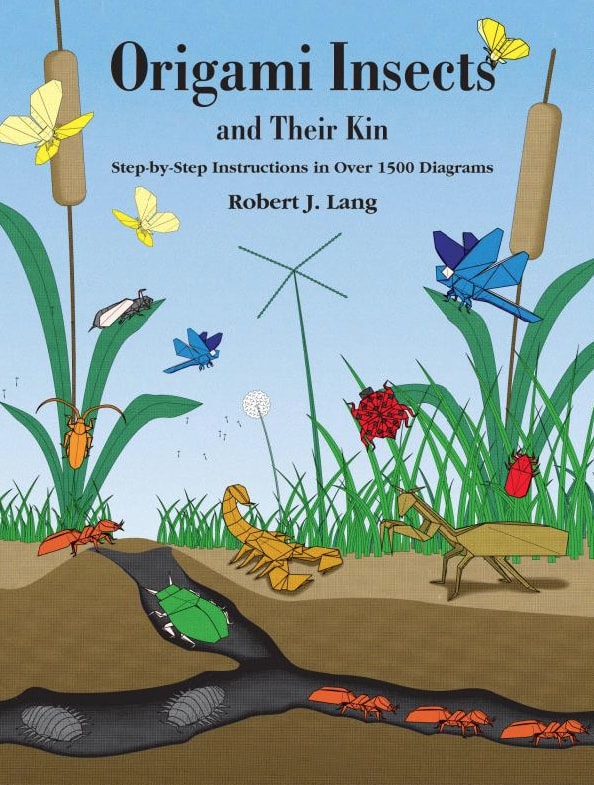 Origami Insects
and Their Kin
Step-by-Step Instructions in Over 1500 Diagrams
Robert J. Lang